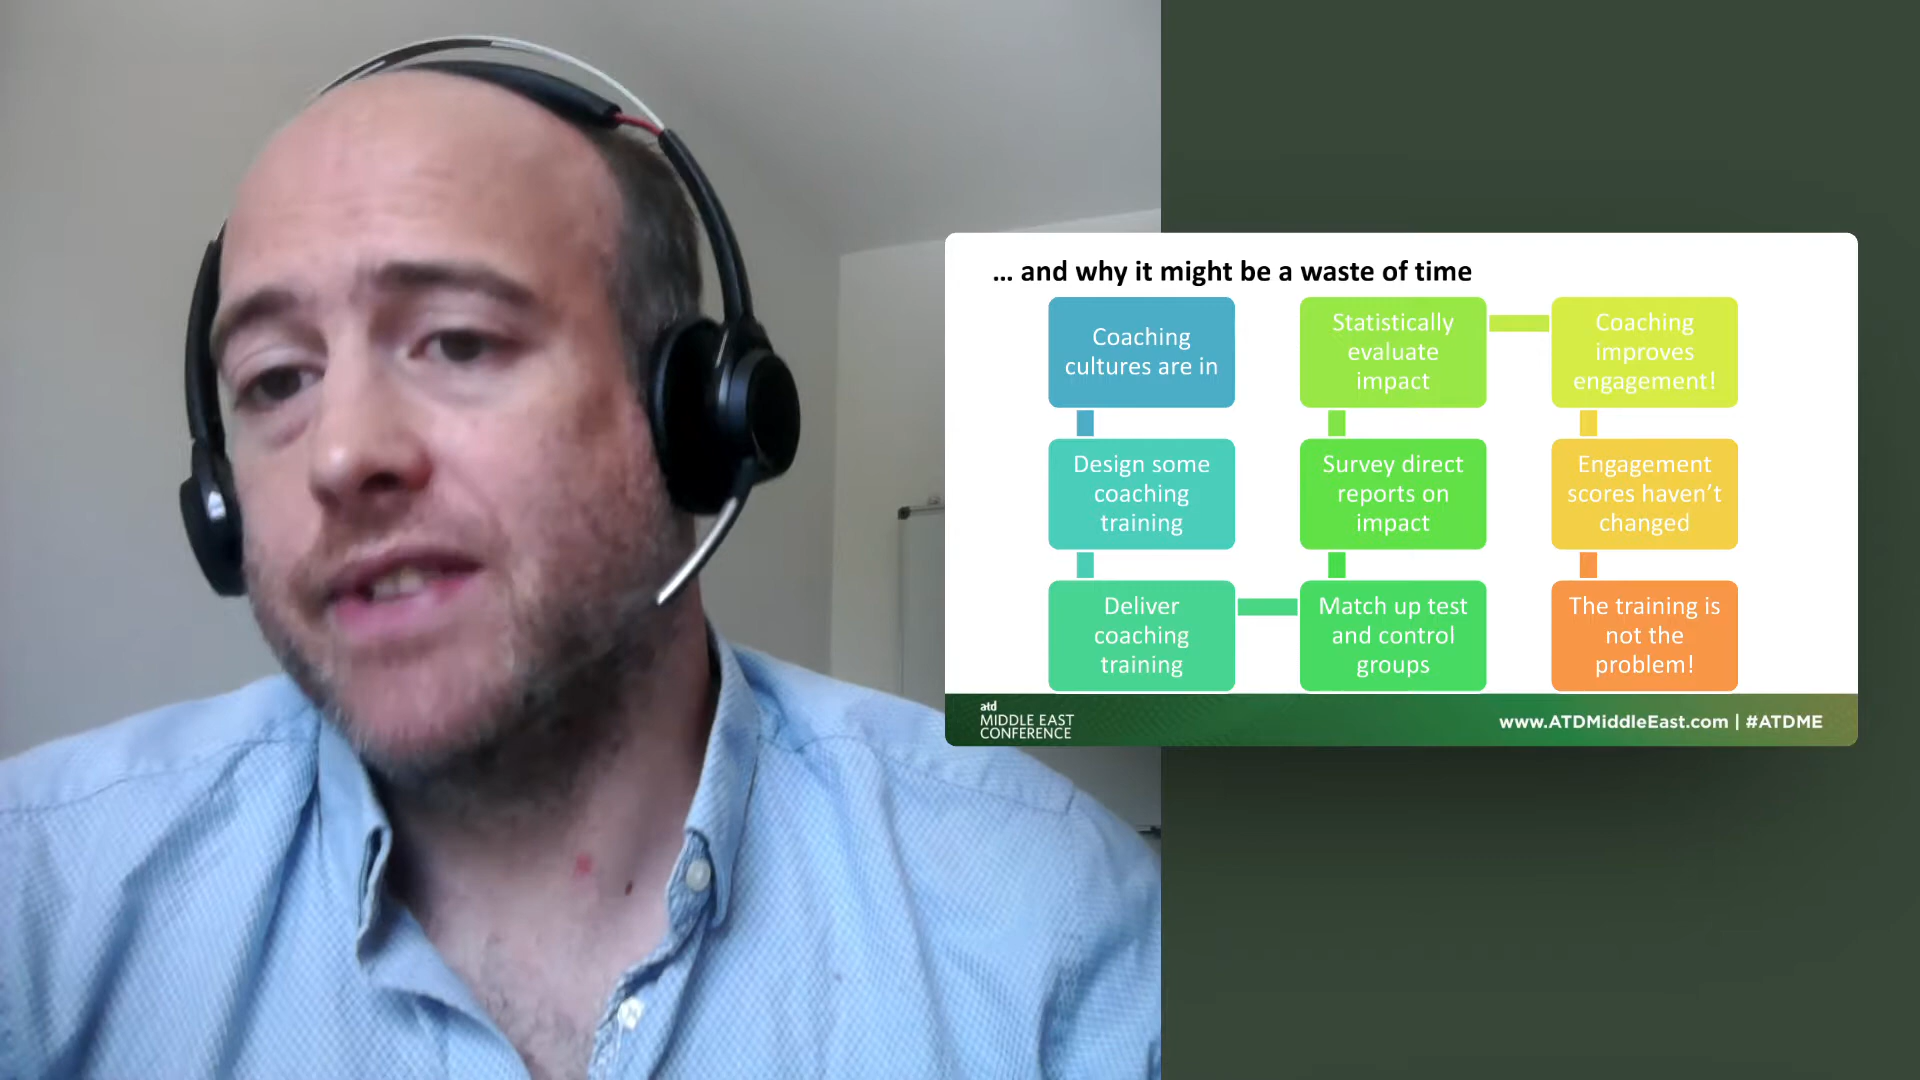 … and why it might be a waste of time
Coaching
cultures are in
Design some
coaching
training
Deliver
coaching
training
Match up test
and control
groups
Survey direct
reports on
impact
Statistically
evaluate
impact
Coaching
improves
engagement!
Engagement
scores haven’t
changed
The training is
not the
problem!
atd
MIDDLE EAST
CONFERENCE
www.ATDMiddleEast.com | #ATDME